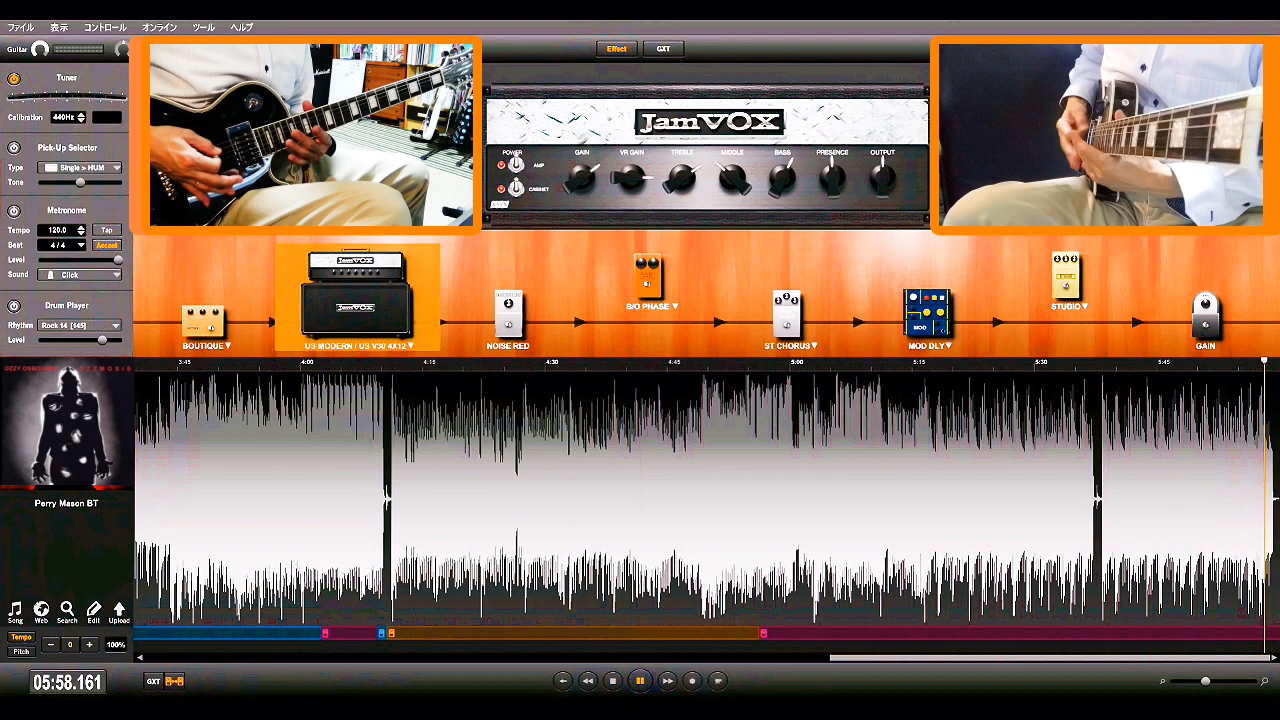 ファイル 表示 コントロール オンライン ツール ヘルプ
Guitar
Effect GXT
Tuner
Calibration 440Hz
Pick-Up Selector
Type Single > HUM
Tone
Metronome
Tempo 120.0 Tap
Beat 4 / 4 Accent
Level
Sound Click
Drum Player
Rhythm Rock 14 [145]
Level
JamVOX
POWER GAIN VR GAIN TREBLE MIDDLE BASS PRESENCE OUTPUT
AMP
CABINET
VOX
Marshall
JamVOX
JamVOX
MOD
BOUTIQUE ▼
US MODERN / US V30 4X12 ▼
NOISE RED
B/O PHASE ▼
ST CHORUS ▼
MOD DLY ▼
STUDIO ▼
GAIN
3:45 4:00 4:15 4:30 4:45 5:00 5:15 5:30 5:45
OZZY OSBOURNE OZZMOSIS
Perry Mason BT
Song Web Search Edit Upload
Tempo
Pitch
− 0 + 100%
05:58.161
GXT